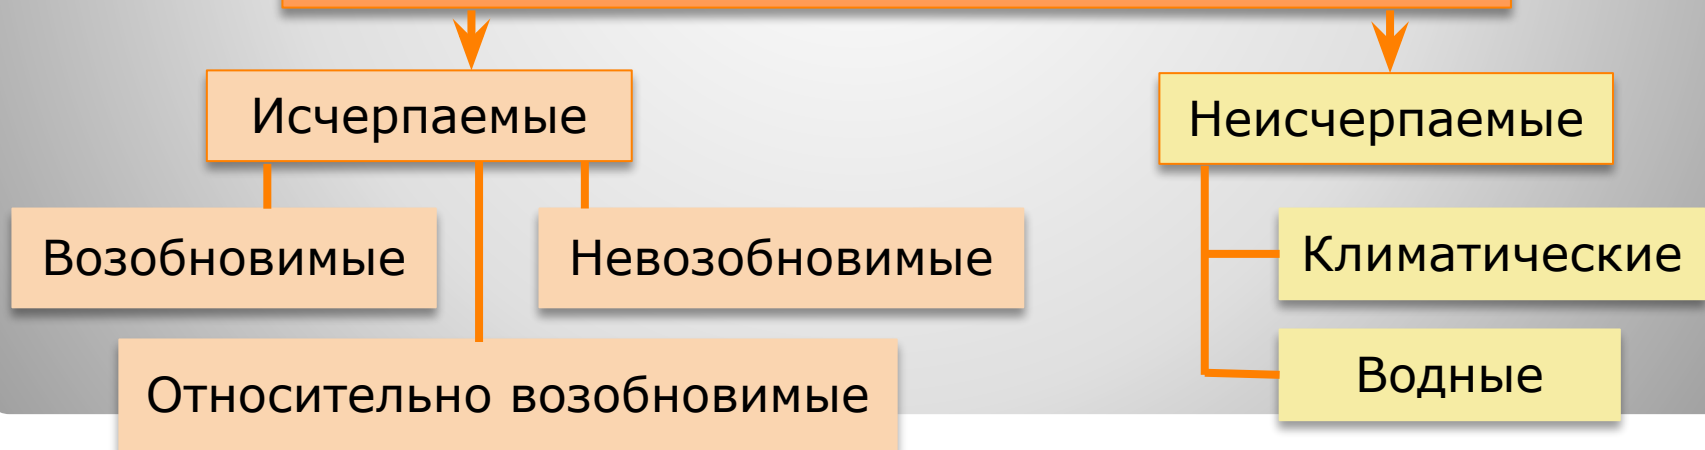 Исчерпаемые
Неисчерпаемые
Возобновимые
Невозобновимые
Климатические
Относительно возобновимые
Водные